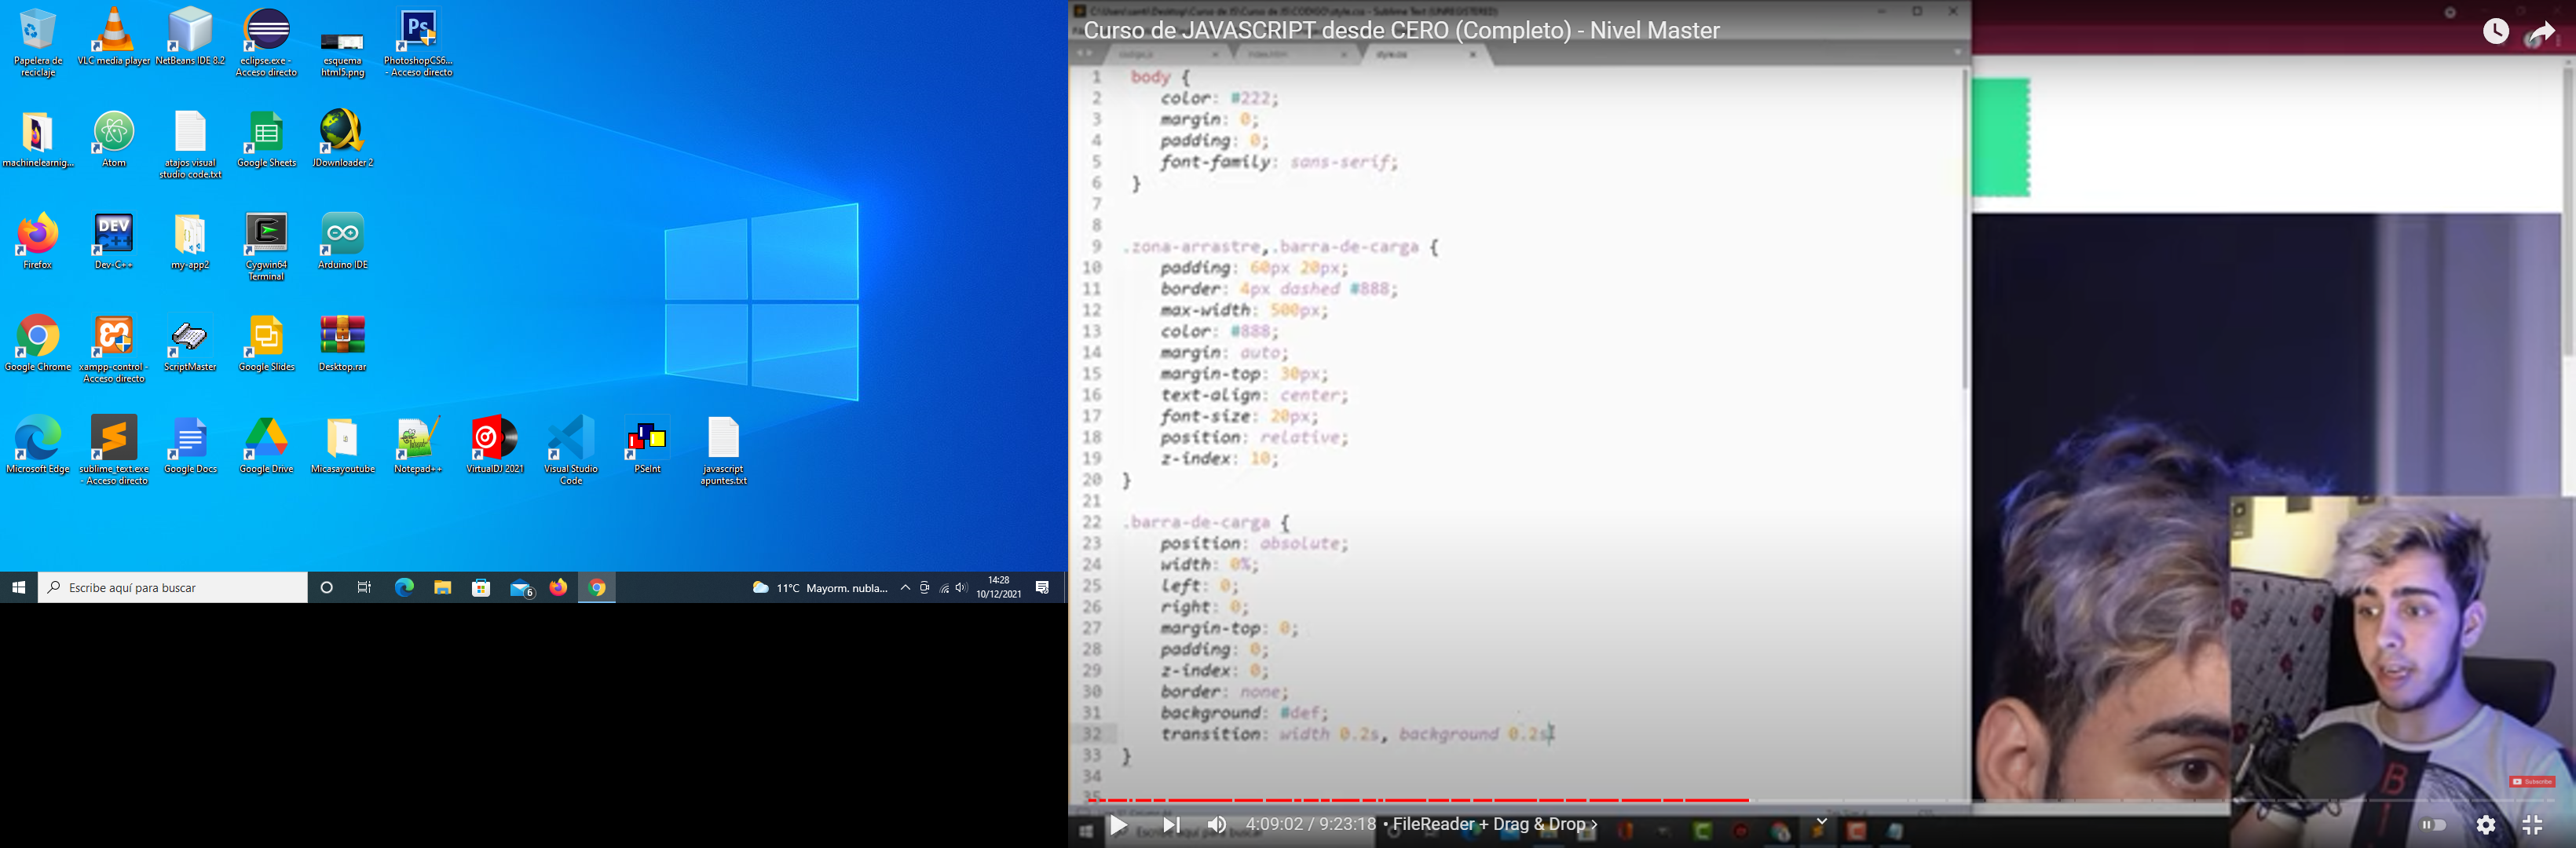 Papelera de
reciclaje
VLC media player
NetBeans IDE 8.2
eclipse.exe -
Acceso directo
esquema
html5.png
PhotoshopCS6...
- Acceso directo
machinelearnig...
Atom
atajos visual
studio code.txt
Google Sheets
JDownloader 2
Firefox
Dev-C++
my-app2
Cygwin64
Terminal
Arduino IDE
Google Chrome
xampp-control -
Acceso directo
ScriptMaster
Google Slides
Desktop.rar
Microsoft Edge
sublime_text.exe
- Acceso directo
Google Docs
Google Drive
Micasayoutube
Notepad++
VirtualDJ 2021
Visual Studio
Code
PSeInt
javascript
apuntes.txt
Escribe aquí para buscar
6
11°C Mayorm. nubla...
14:28
10/12/2021
Curso de JAVASCRIPT desde CERO (Completo) - Nivel Master
style.css
1 body {
2 color: #222;
3 margin: 0;
4 padding: 0;
5 font-family: sans-serif;
6 }
7
8
9 .zona-arrastre,.barra-de-carga {
10 padding: 60px 20px;
11 border: 4px dashed #888;
12 max-width: 500px;
13 color: #888;
14 margin: auto;
15 margin-top: 30px;
16 text-align: center;
17 font-size: 20px;
18 position: relative;
19 z-index: 10;
20 }
21
22 .barra-de-carga {
23 position: absolute;
24 width: 0%;
25 left: 0;
26 right: 0;
27 margin-top: 0;
28 padding: 0;
29 z-index: 0;
30 border: none;
31 background: #def;
32 transition: width 0.2s, background 0.2s
33 }
34
35
Subscribe
4:09:02 / 9:23:18 • FileReader + Drag & Drop ›